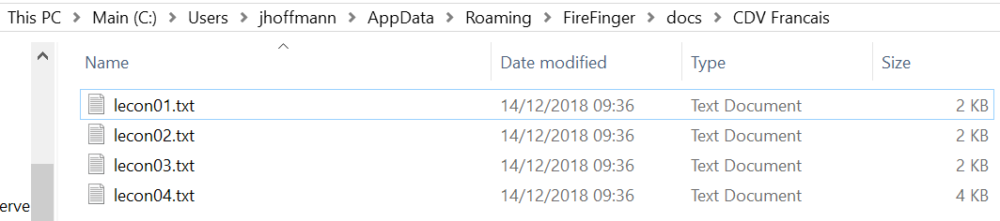 This PC > Main (C:) > Users > jhoffmann > AppData > Roaming > FireFinger > docs > CDV Francais
Name Date modified Type Size
lecon01.txt 14/12/2018 09:36 Text Document 2 KB
lecon02.txt 14/12/2018 09:36 Text Document 2 KB
lecon03.txt 14/12/2018 09:36 Text Document 2 KB
lecon04.txt 14/12/2018 09:36 Text Document 4 KB
erve